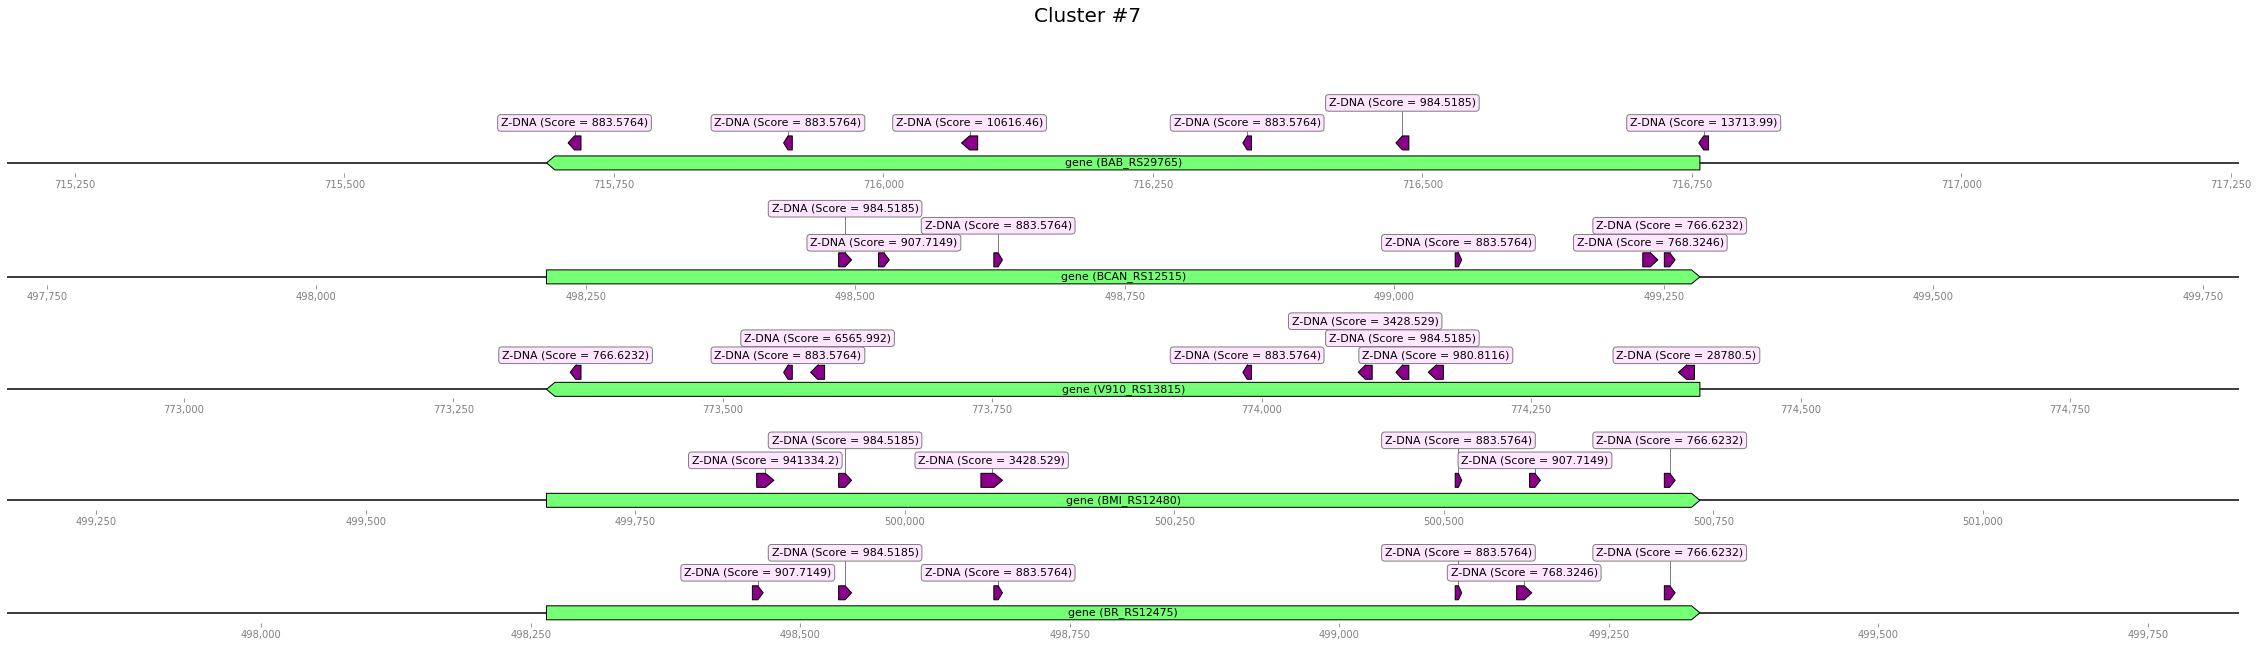 Cluster #7
Z-DNA (Score = 984.5185)
Z-DNA (Score = 883.5764) Z-DNA (Score = 883.5764) Z-DNA (Score = 10616.46) Z-DNA (Score = 883.5764) Z-DNA (Score = 13713.99)
gene (BAB_RS29765)
715,250 715,500 715,750 716,000 716,250 716,500 716,750 717,000 717,250
Z-DNA (Score = 984.5185)
Z-DNA (Score = 883.5764) Z-DNA (Score = 766.6232)
Z-DNA (Score = 907.7149) Z-DNA (Score = 883.5764) Z-DNA (Score = 768.3246)
gene (BCAN_RS12515)
497,750 498,000 498,250 498,500 498,750 499,000 499,250 499,500 499,750
Z-DNA (Score = 3428.529)
Z-DNA (Score = 6565.992) Z-DNA (Score = 984.5185)
Z-DNA (Score = 766.6232) Z-DNA (Score = 883.5764) Z-DNA (Score = 883.5764) Z-DNA (Score = 980.8116) Z-DNA (Score = 28780.5)
gene (V910_RS13815)
773,000 773,250 773,500 773,750 774,000 774,250 774,500 774,750
Z-DNA (Score = 984.5185) Z-DNA (Score = 883.5764) Z-DNA (Score = 766.6232)
Z-DNA (Score = 941334.2) Z-DNA (Score = 3428.529) Z-DNA (Score = 907.7149)
gene (BMI_RS12480)
499,250 499,500 499,750 500,000 500,250 500,500 500,750 501,000
Z-DNA (Score = 984.5185) Z-DNA (Score = 883.5764) Z-DNA (Score = 766.6232)
Z-DNA (Score = 907.7149) Z-DNA (Score = 883.5764) Z-DNA (Score = 768.3246)
gene (BR_RS12475)
498,000 498,250 498,500 498,750 499,000 499,250 499,500 499,750